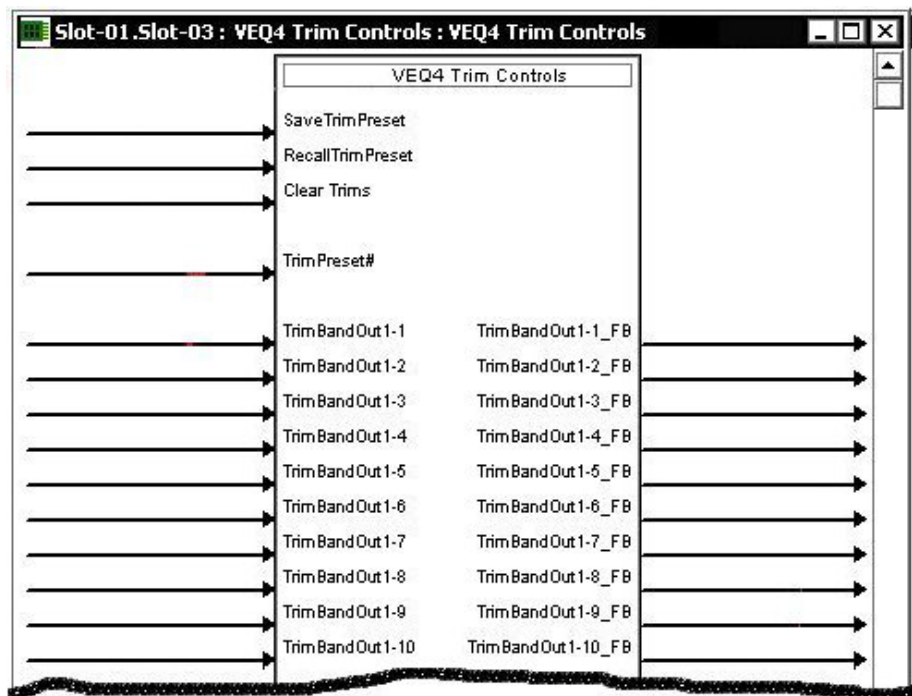 Slot-01.Slot-03 : VEQ4 Trim Controls : VEQ4 Trim Controls
VEQ4 Trim Controls
SaveTrimPreset
RecallTrimPreset
Clear Trims
TrimPreset#
TrimBandOut1-1 TrimBandOut1-1_FB
TrimBandOut1-2 TrimBandOut1-2_FB
TrimBandOut1-3 TrimBandOut1-3_FB
TrimBandOut1-4 TrimBandOut1-4_FB
TrimBandOut1-5 TrimBandOut1-5_FB
TrimBandOut1-6 TrimBandOut1-6_FB
TrimBandOut1-7 TrimBandOut1-7_FB
TrimBandOut1-8 TrimBandOut1-8_FB
TrimBandOut1-9 TrimBandOut1-9_FB
TrimBandOut1-10 TrimBandOut1-10_FB